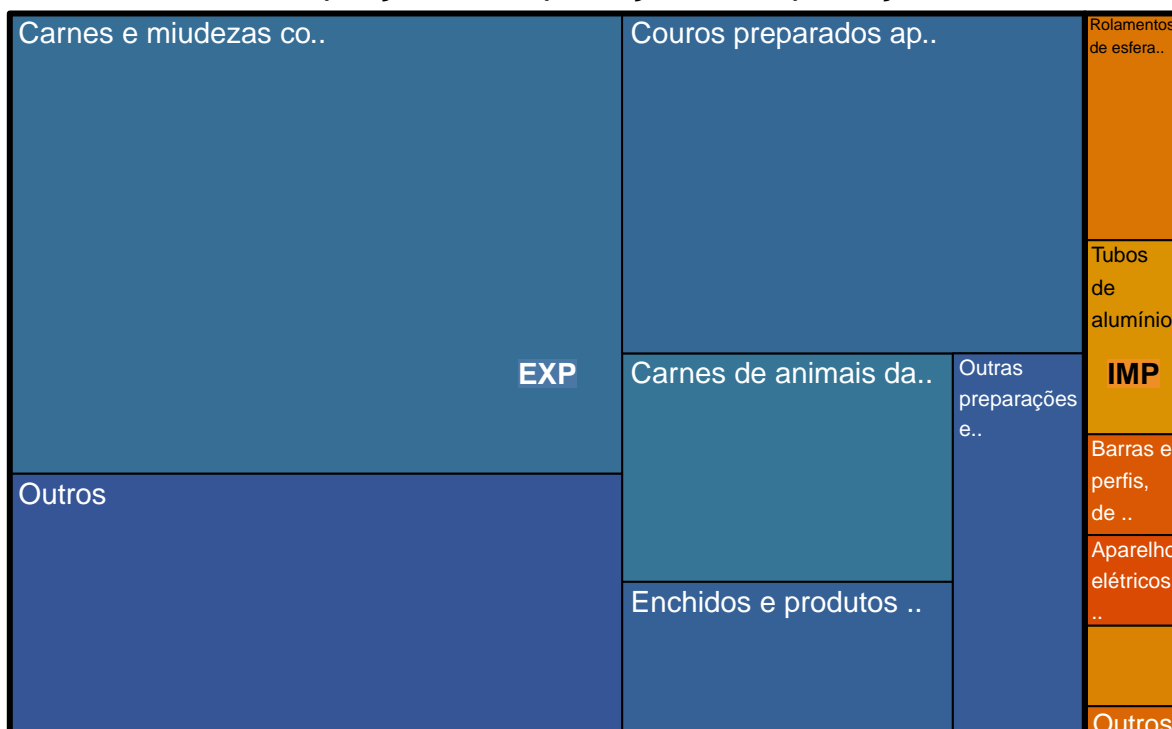 Carnes e miudezas co..
Couros preparados ap..
Rolamentos
de esfera..
Tubos
de
alumínio
EXP
Carnes de animais da..
Outras
preparações
e..
IMP
Barras e
perfis,
de ..
Outros
Aparelho
elétricos
..
Enchidos e produtos ..
Outros